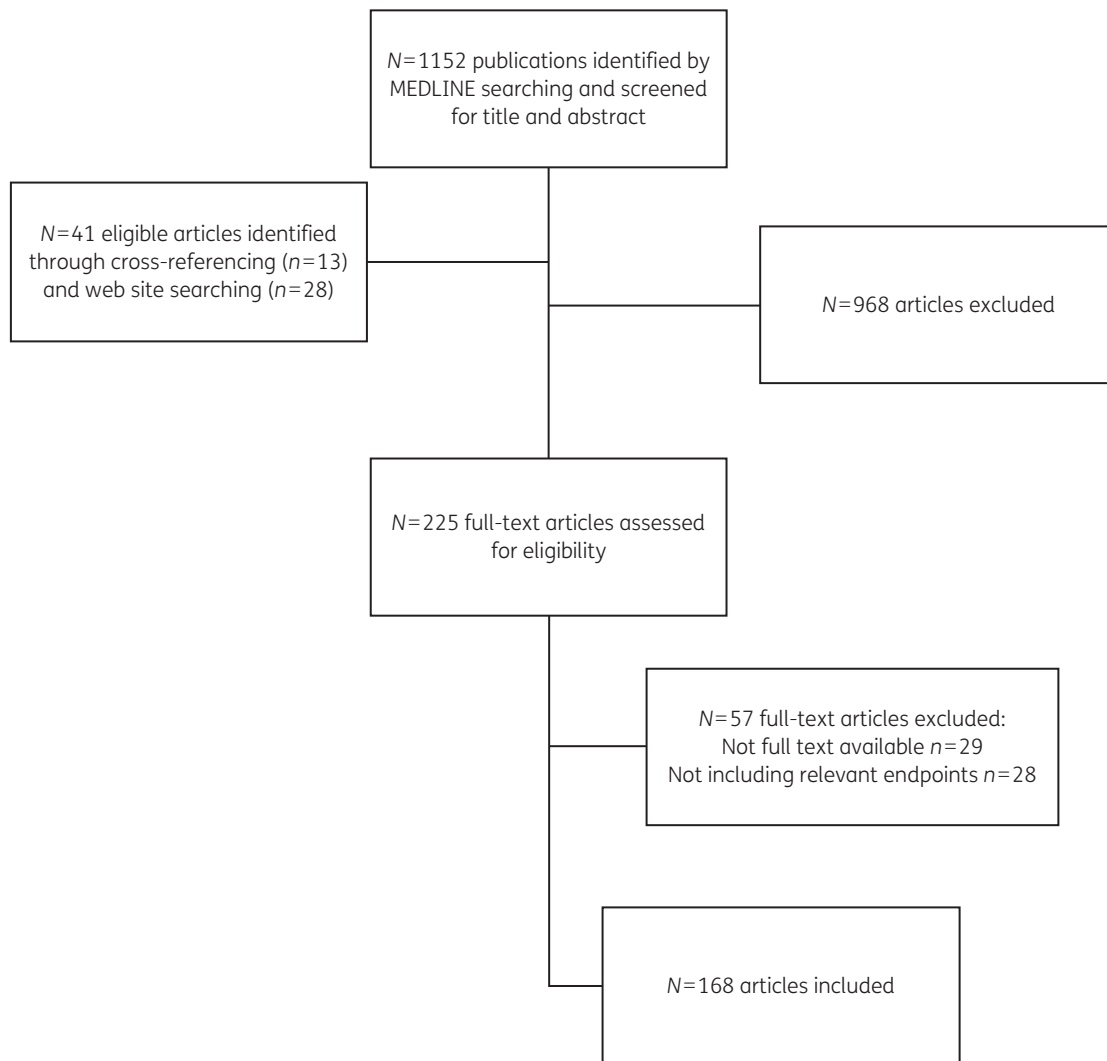 N=1152 publications identified by
MEDLINE searching and screened
for title and abstract
N=41 eligible articles identified
through cross-referencing (n=13)
and web site searching (n=28)
N=968 articles excluded
N=225 full-text articles assessed
for eligibility
N=57 full-text articles excluded:
Not full text available n=29
Not including relevant endpoints n=28
N=168 articles included